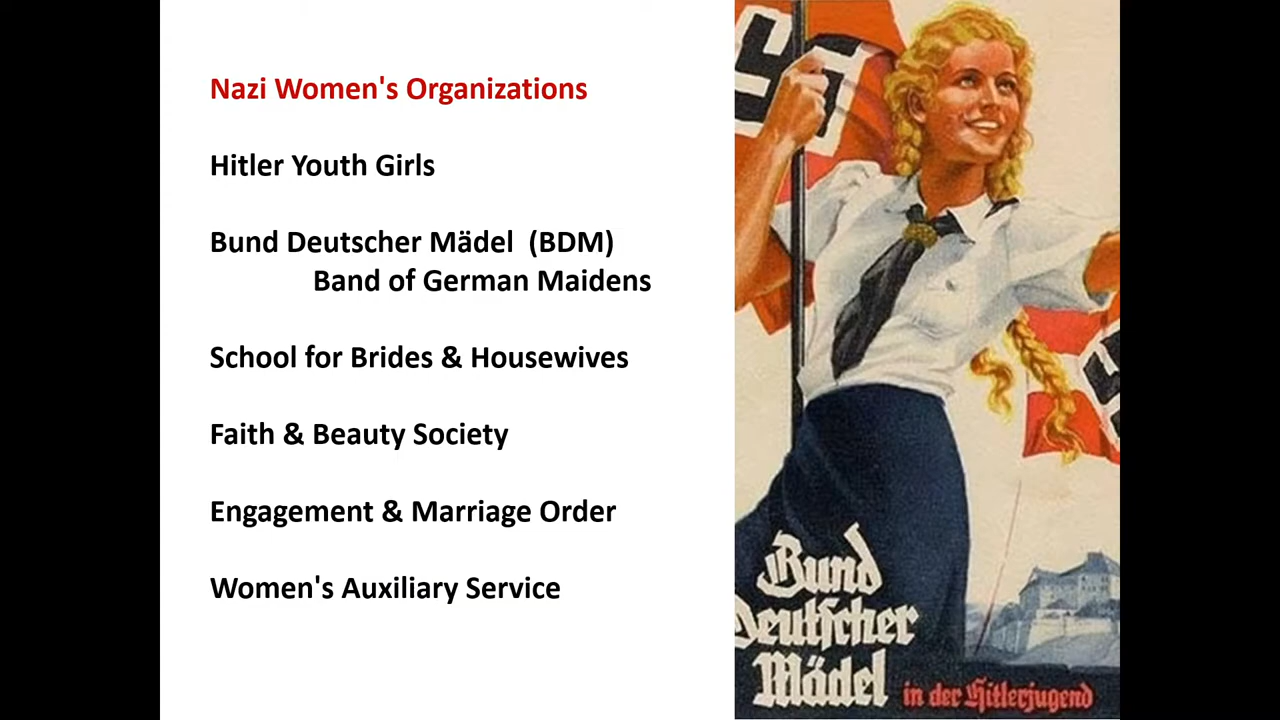 Nazi Women's Organizations
Hitler Youth Girls
Bund Deutscher Mädel (BDM)
Band of German Maidens
School for Brides & Housewives
Faith & Beauty Society
Engagement & Marriage Order
Women's Auxiliary Service
Bund
Deutscher
Mädel in der Hitlerjugend